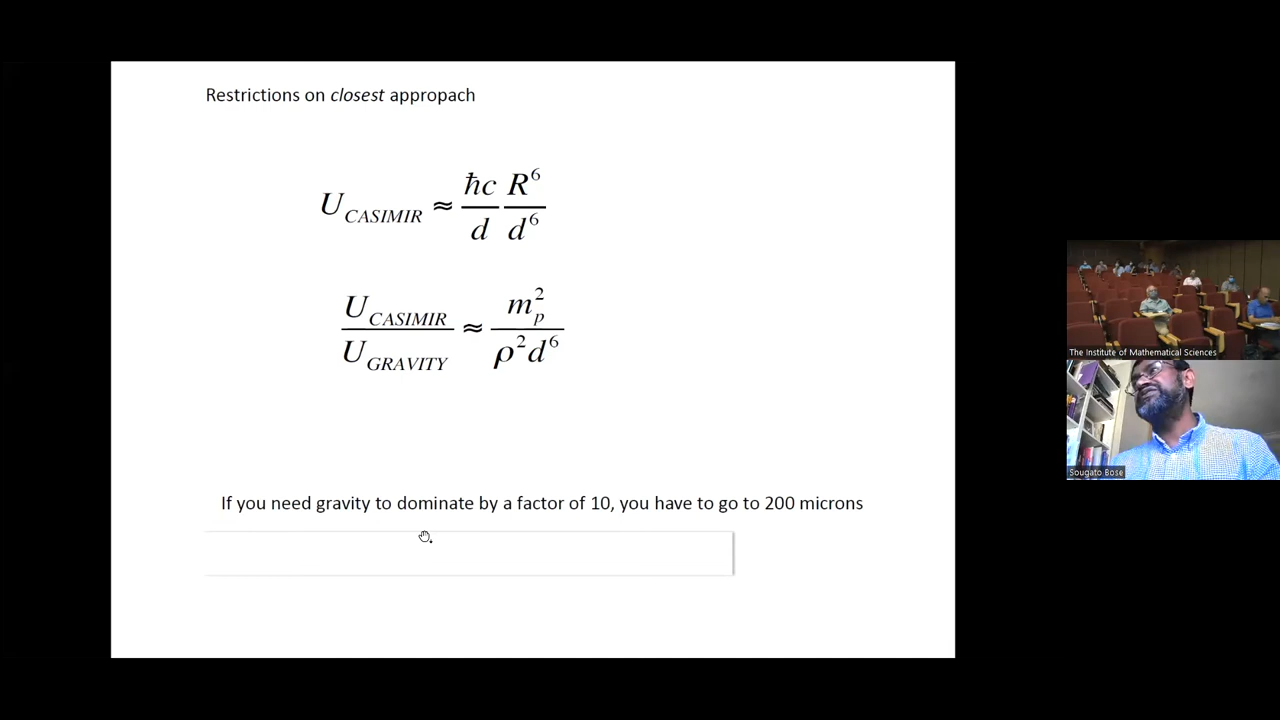 Restrictions on closest appropach
U_CASIMIR ≈ ħc/d R^6/d^6
U_CASIMIR/U_GRAVITY ≈ m_p^2/ρ^2d^6
If you need gravity to dominate by a factor of 10, you have to go to 200 microns
The Institute of Mathematical Sciences
Sougato Bose